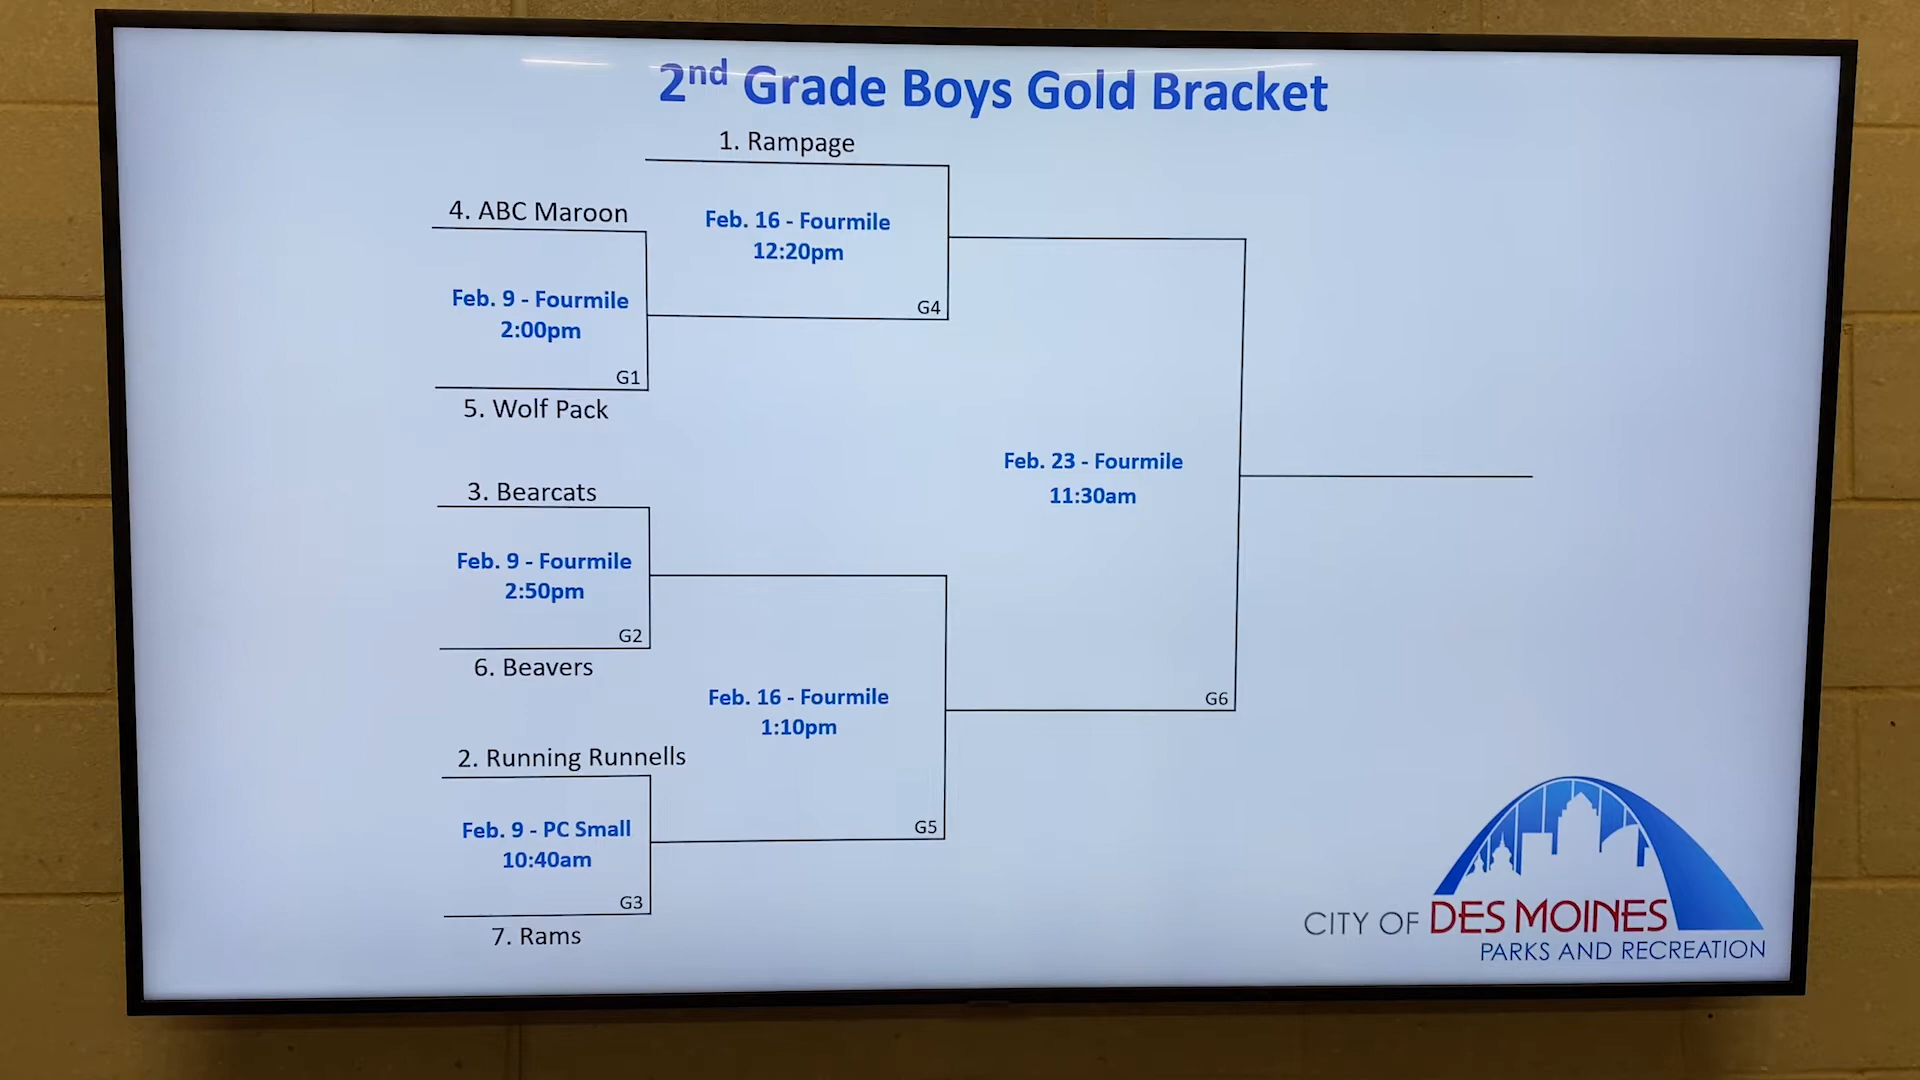 2nd Grade Boys Gold Bracket
1. Rampage
4. ABC Maroon
Feb. 16 - Fourmile
12:20pm
G4
Feb. 9 - Fourmile
2:00pm
G1
5. Wolf Pack
Feb. 23 - Fourmile
11:30am
G6
3. Bearcats
Feb. 9 - Fourmile
2:50pm
G2
6. Beavers
Feb. 16 - Fourmile
1:10pm
G5
2. Running Runnells
Feb. 9 - PC Small
10:40am
G3
7. Rams
CITY OF DES MOINES
PARKS AND RECREATION